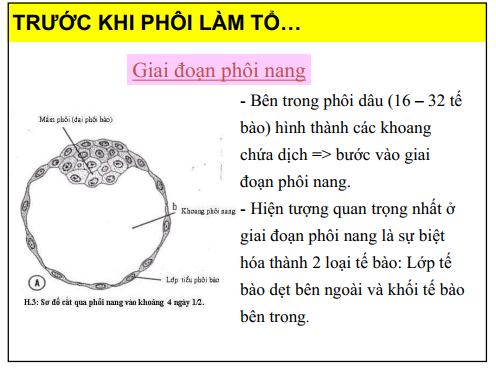 TRƯỚC KHI PHÔI LÀM TỔ…
Giai đoạn phôi nang
- Bên trong phôi dâu (16 – 32 tế
bào) hình thành các khoang
chứa dịch => bước vào giai
đoạn phôi nang.
- Hiện tượng quan trọng nhất ở
giai đoạn phôi nang là sự biệt
hóa thành 2 loại tế bào: Lớp tế
bào dẹt bên ngoài và khối tế bào
bên trong.
Mầm phôi (đại phôi bào)
b
Khoang phôi nang
Lớp tiểu phôi bào
A
H.3: Sơ đồ cắt qua phôi nang vào khoảng 4 ngày 1/2.